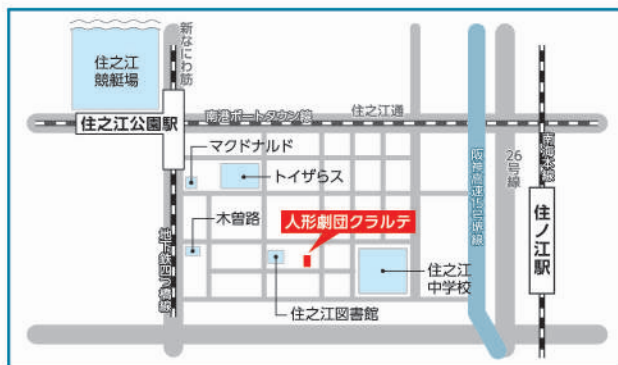 住之江
競艇場
新なにわ筋
住之江公園駅
南港ポートタウン線
住之江通
マクドナルド
トイザらス
木曽路
人形劇団クラルテ
住之江図書館
住之江
中学校
地下鉄四つ橋線
阪神高速15号堺線
26号線
南海本線
住ノ江駅